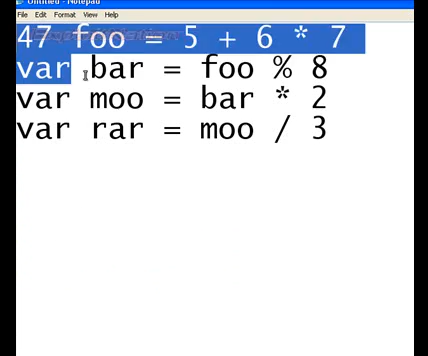 Untitled - Notepad
File Edit Format View Help
47 foo = 5 + 6 * 7
var bar = foo % 8
var moo = bar * 2
var rar = moo / 3